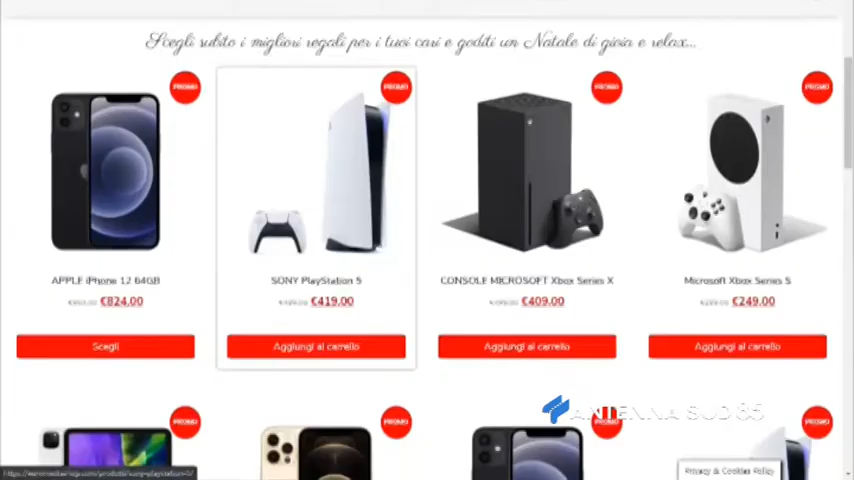 Scegli subito i migliori regali per i tuoi cari e goditi un Natale di gioia e relax...
PROMO PROMO PROMO PROMO
APPLE iPhone 12 64GB
€824,00
Scegli
SONY PlayStation 5
€419,00
Aggiungi al carrello
CONSOLE MICROSOFT Xbox Series X
€409,00
Aggiungi al carrello
Microsoft Xbox Series S
€249,00
Aggiungi al carrello
PROMO PROMO PROMO PROMO
ANTENNA SUD 85
Privacy & Cookies Policy